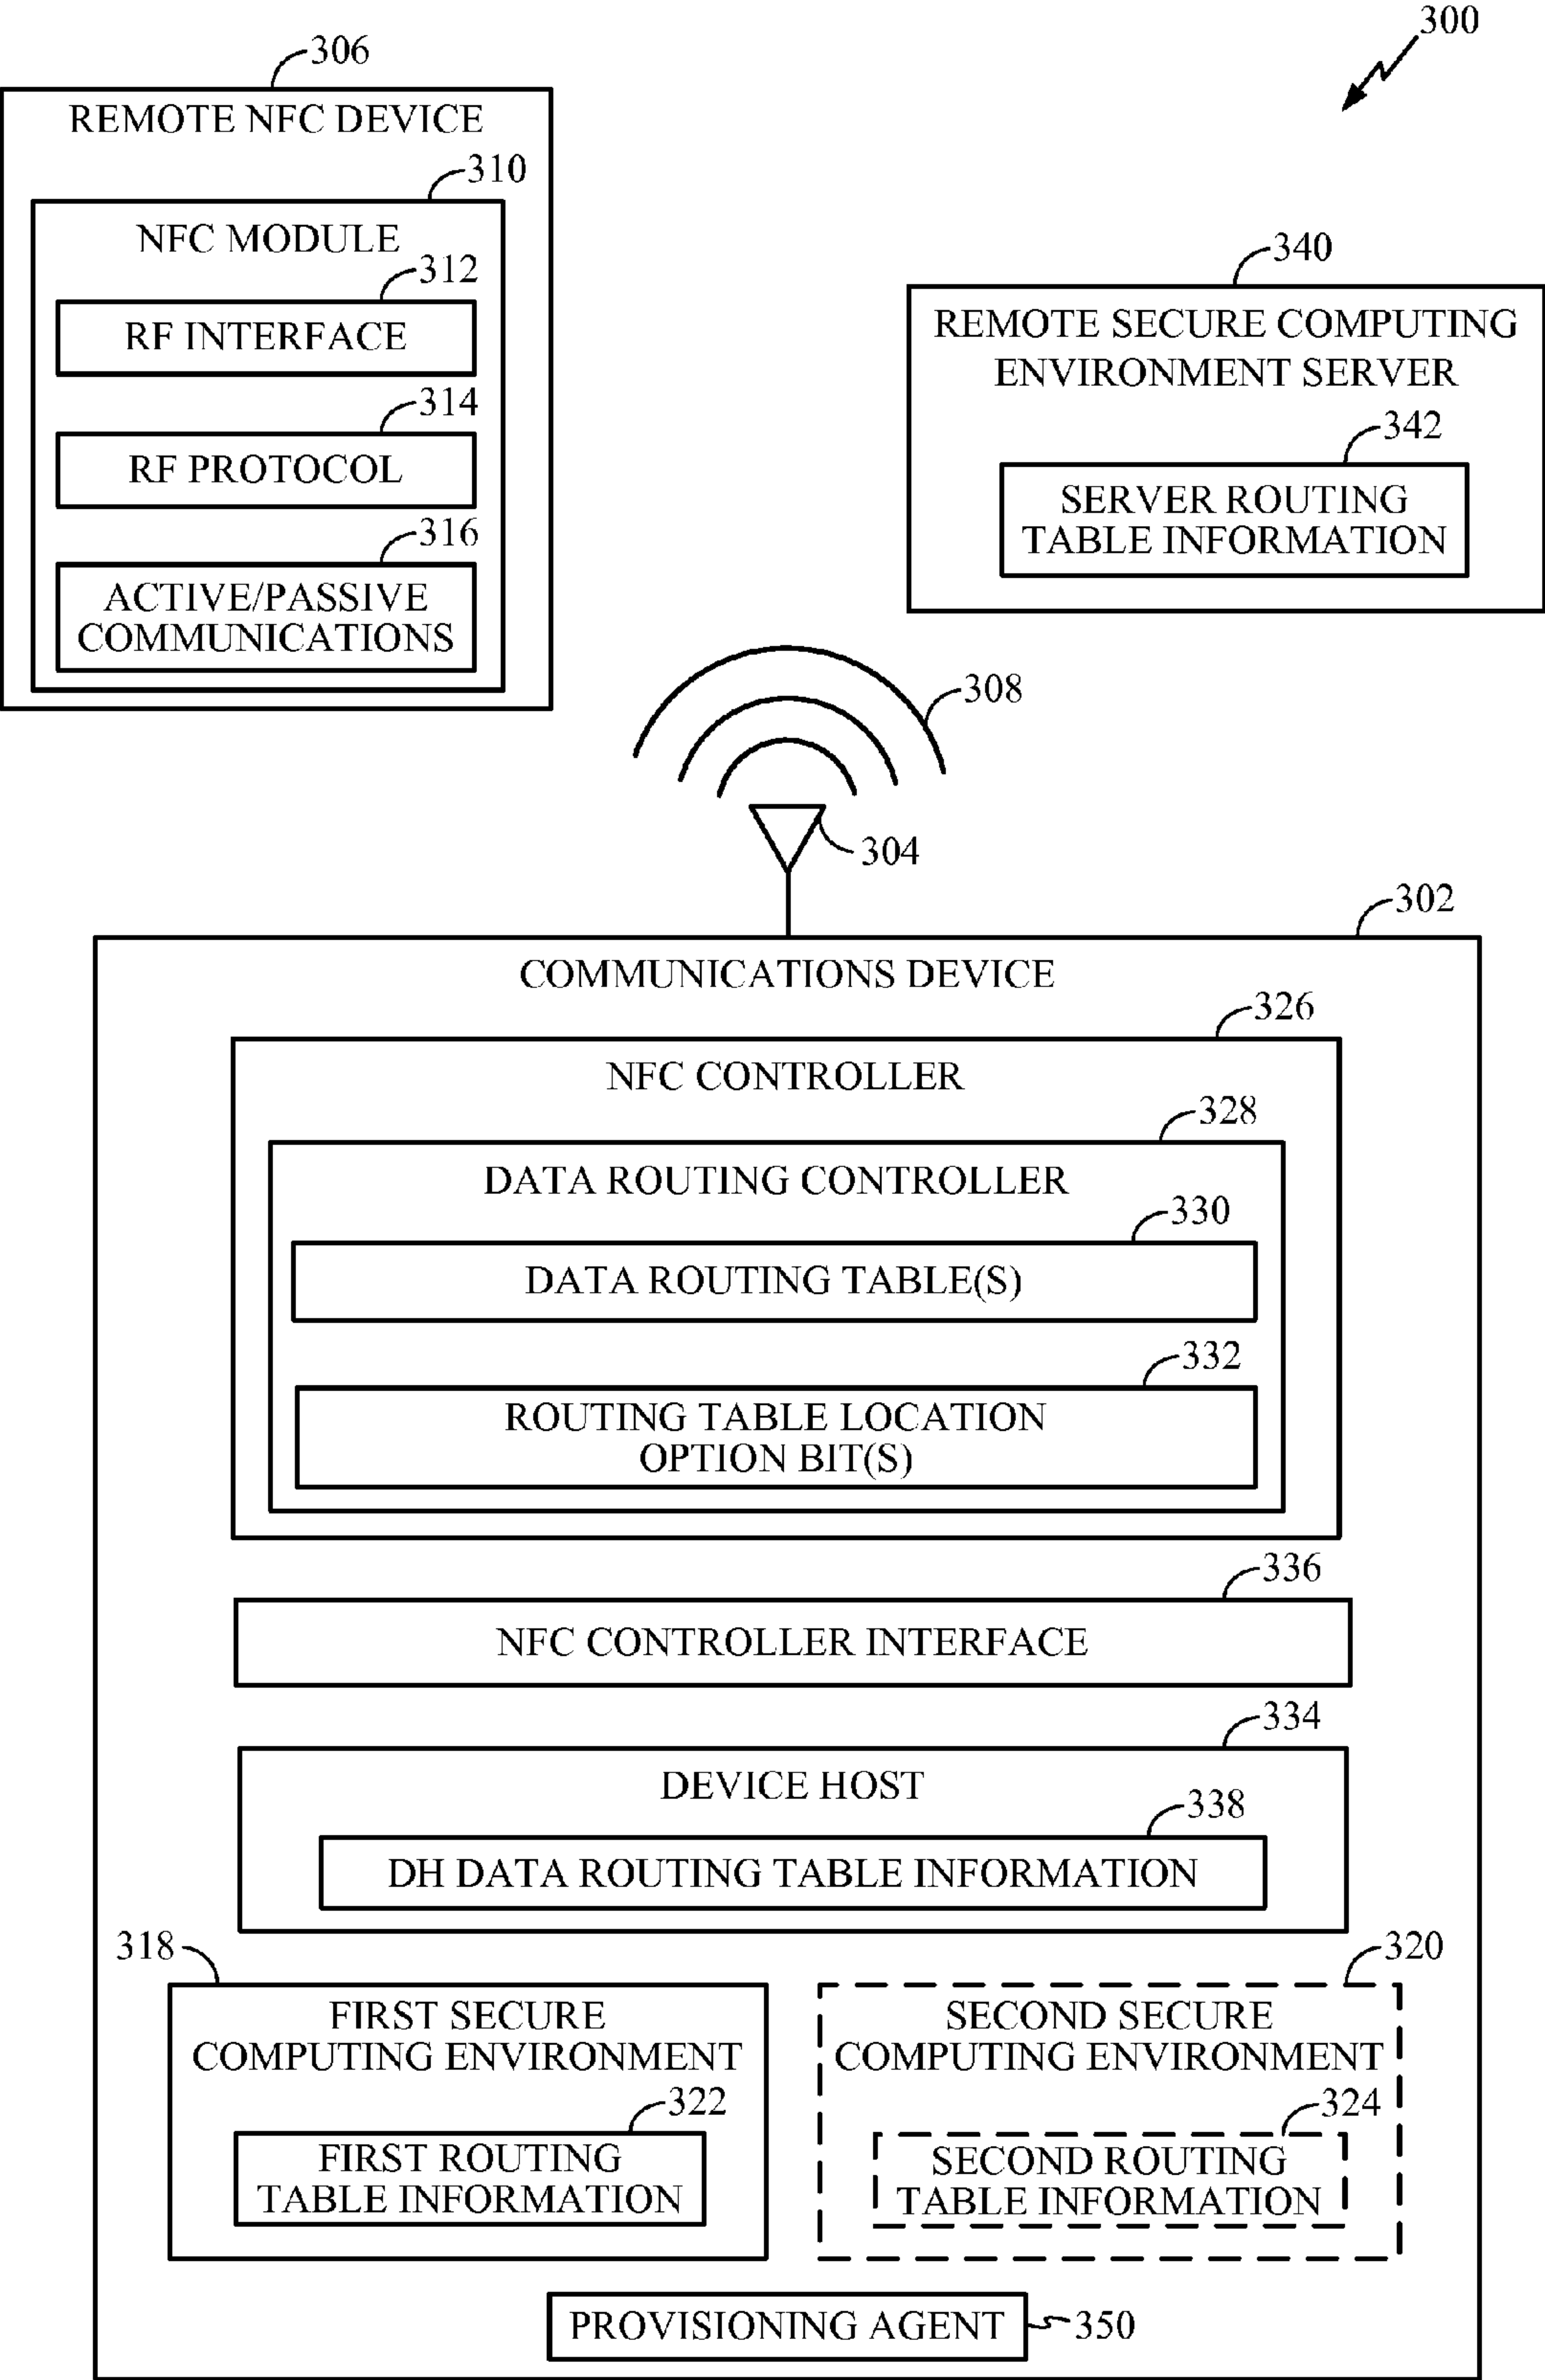 300
306
REMOTE NFC DEVICE
310
NFC MODULE
312
RF INTERFACE
314
RF PROTOCOL
316
ACTIVE/PASSIVE
COMMUNICATIONS
340
REMOTE SECURE COMPUTING
ENVIRONMENT SERVER
342
SERVER ROUTING
TABLE INFORMATION
308
304
302
COMMUNICATIONS DEVICE
326
NFC CONTROLLER
328
DATA ROUTING CONTROLLER
330
DATA ROUTING TABLE(S)
332
ROUTING TABLE LOCATION
OPTION BIT(S)
336
NFC CONTROLLER INTERFACE
334
DEVICE HOST
338
DH DATA ROUTING TABLE INFORMATION
318
FIRST SECURE
COMPUTING ENVIRONMENT
322
FIRST ROUTING
TABLE INFORMATION
320
SECOND SECURE
COMPUTING ENVIRONMENT
324
SECOND ROUTING
TABLE INFORMATION
PROVISIONING AGENT
350